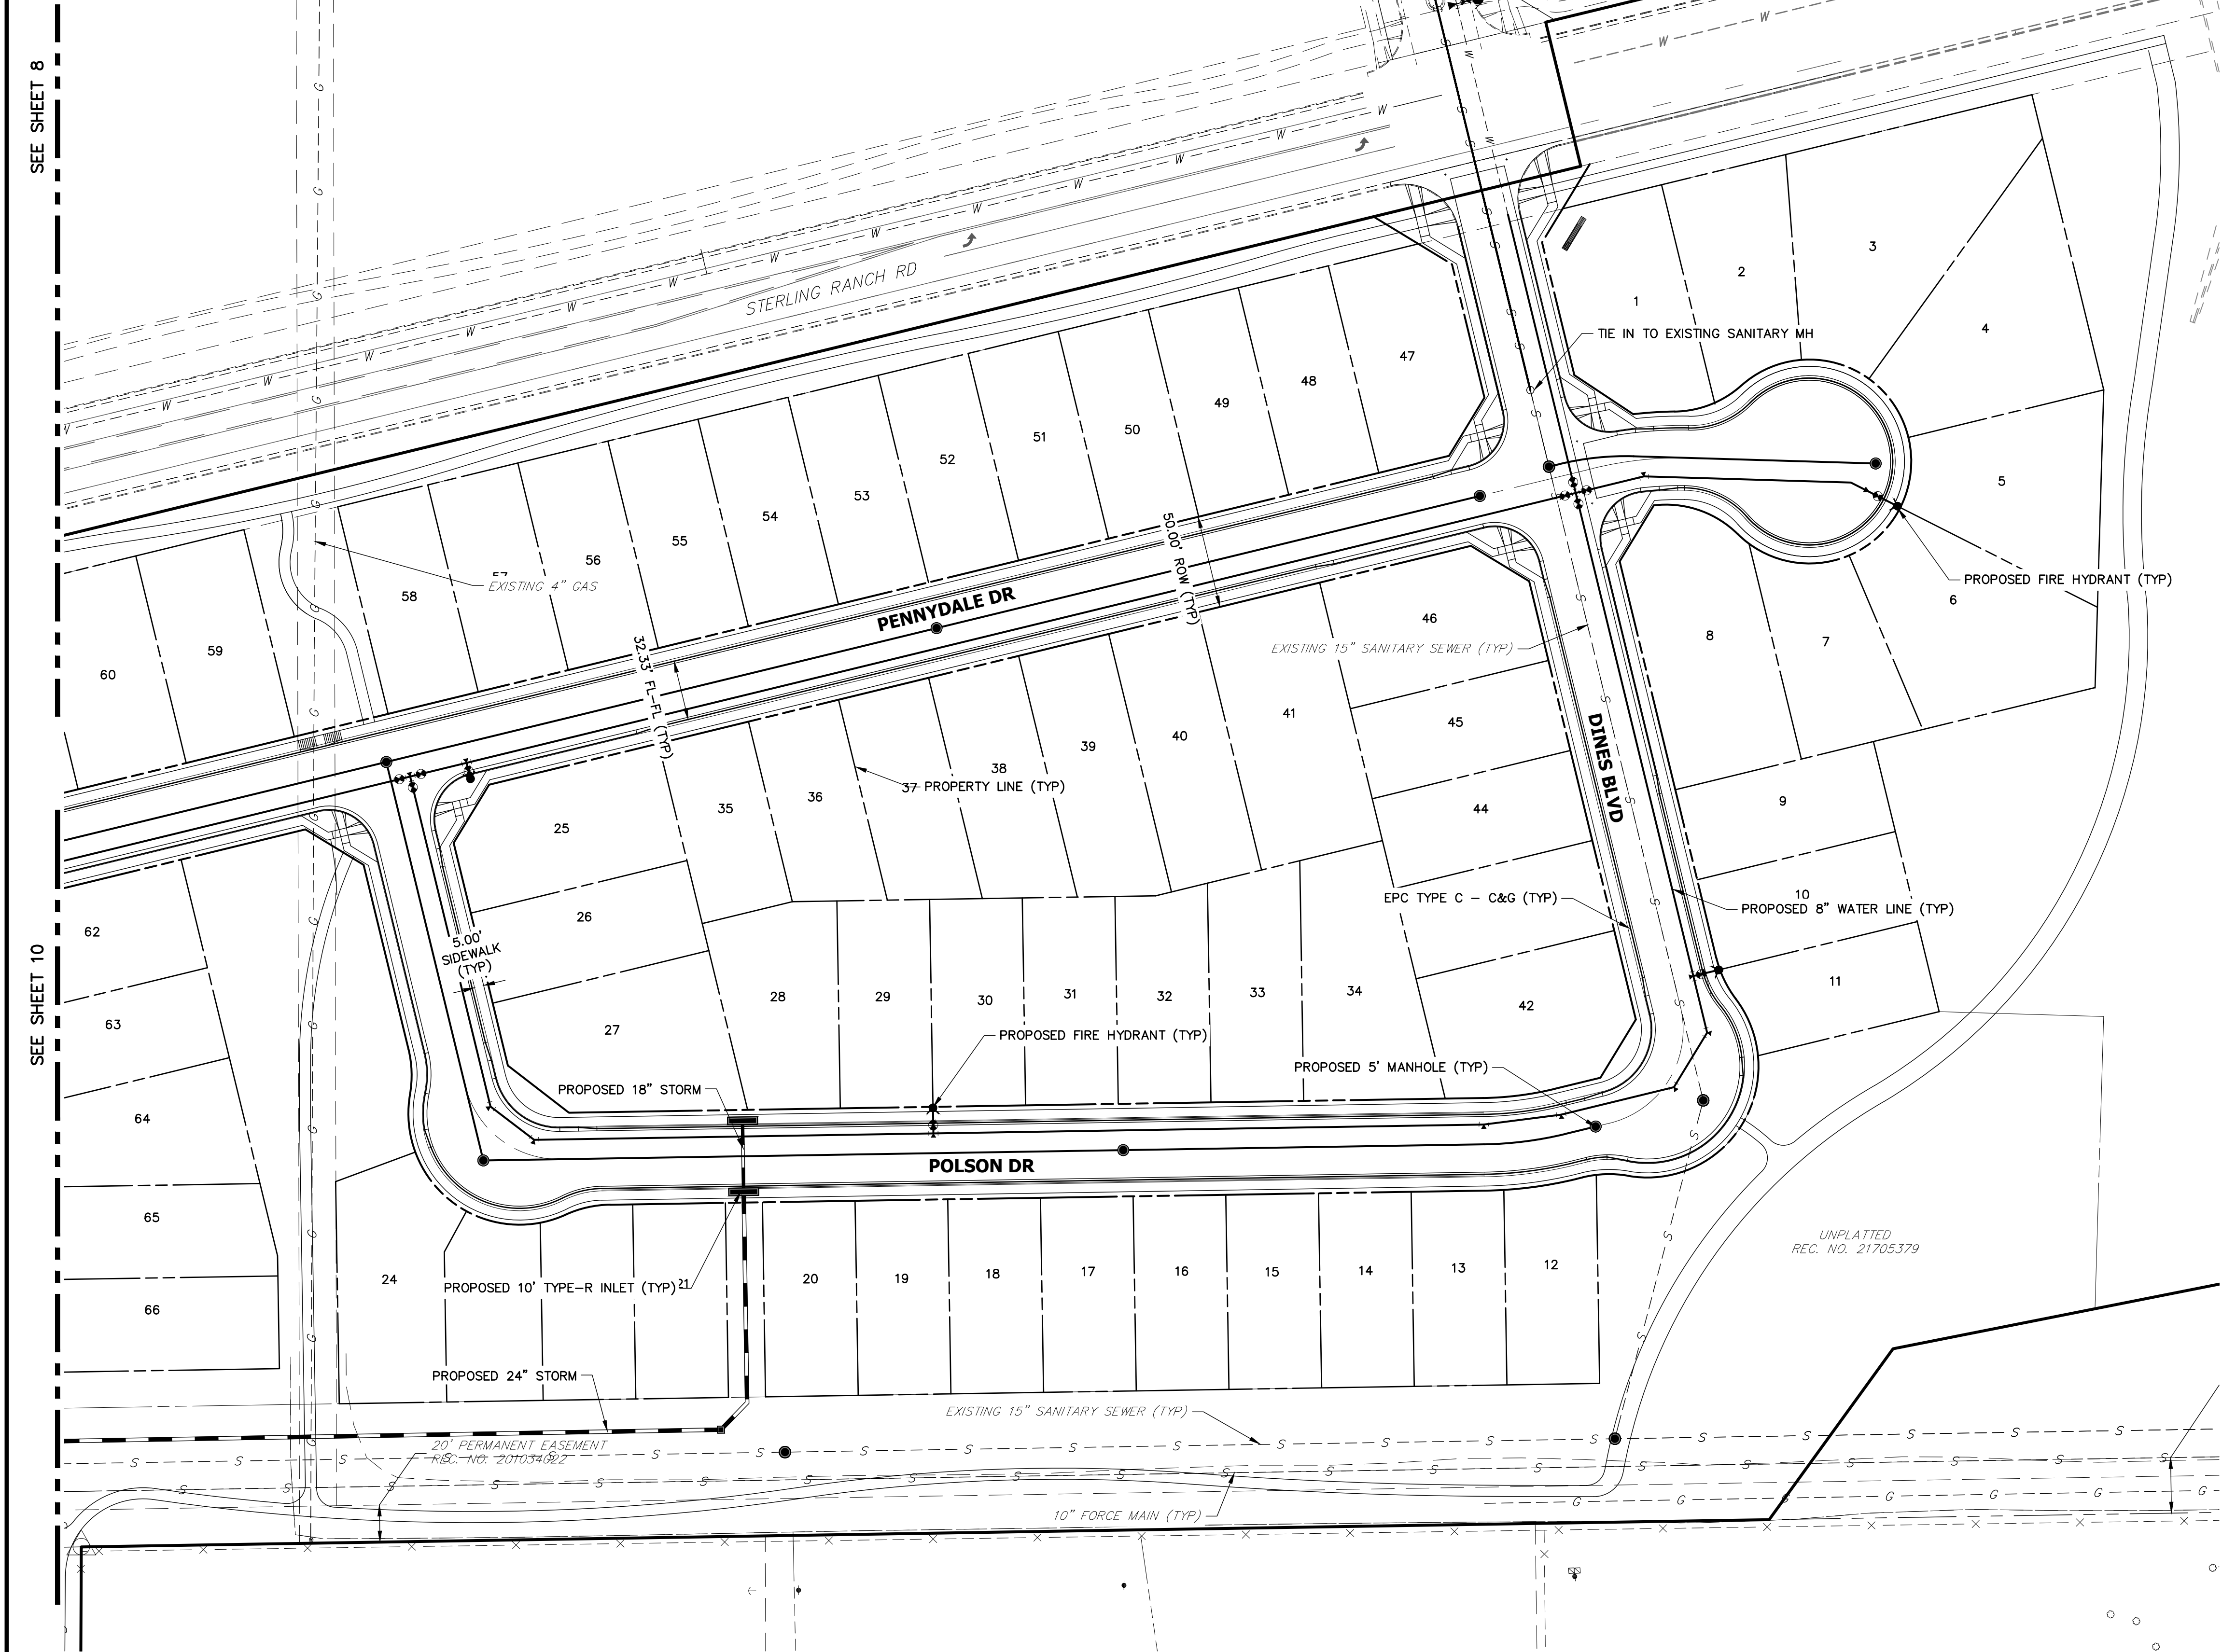 SEE SHEET 8
SEE SHEET 10
STERLING RANCH RD
1
2
3
4
5
6
7
8
9
10
11
TIE IN TO EXISTING SANITARY MH
PROPOSED FIRE HYDRANT (TYP)
47
48
49
50
51
52
53
54
55
56
57
58
59
60
EXISTING 4" GAS
PENNYDALE DR
50.00' ROW (TYP)
32.33' FL-FL (TYP)
EXISTING 15" SANITARY SEWER (TYP)
DINES BLVD
46
45
44
42
41
40
39
38
37
PROPERTY LINE (TYP)
36
35
25
26
27
5.00'
SIDEWALK
(TYP)
EPC TYPE C - C&G (TYP)
PROPOSED 8" WATER LINE (TYP)
28
29
30
31
32
33
34
PROPOSED FIRE HYDRANT (TYP)
PROPOSED 5' MANHOLE (TYP)
PROPOSED 18" STORM
POLSON DR
62
63
64
65
66
24
PROPOSED 10' TYPE-R INLET (TYP)
21
20
19
18
17
16
15
14
13
12
UNPLATTED
REC. NO. 21705379
PROPOSED 24" STORM
EXISTING 15" SANITARY SEWER (TYP)
20' PERMANENT EASEMENT
REC. NO. 201034022
10" FORCE MAIN (TYP)